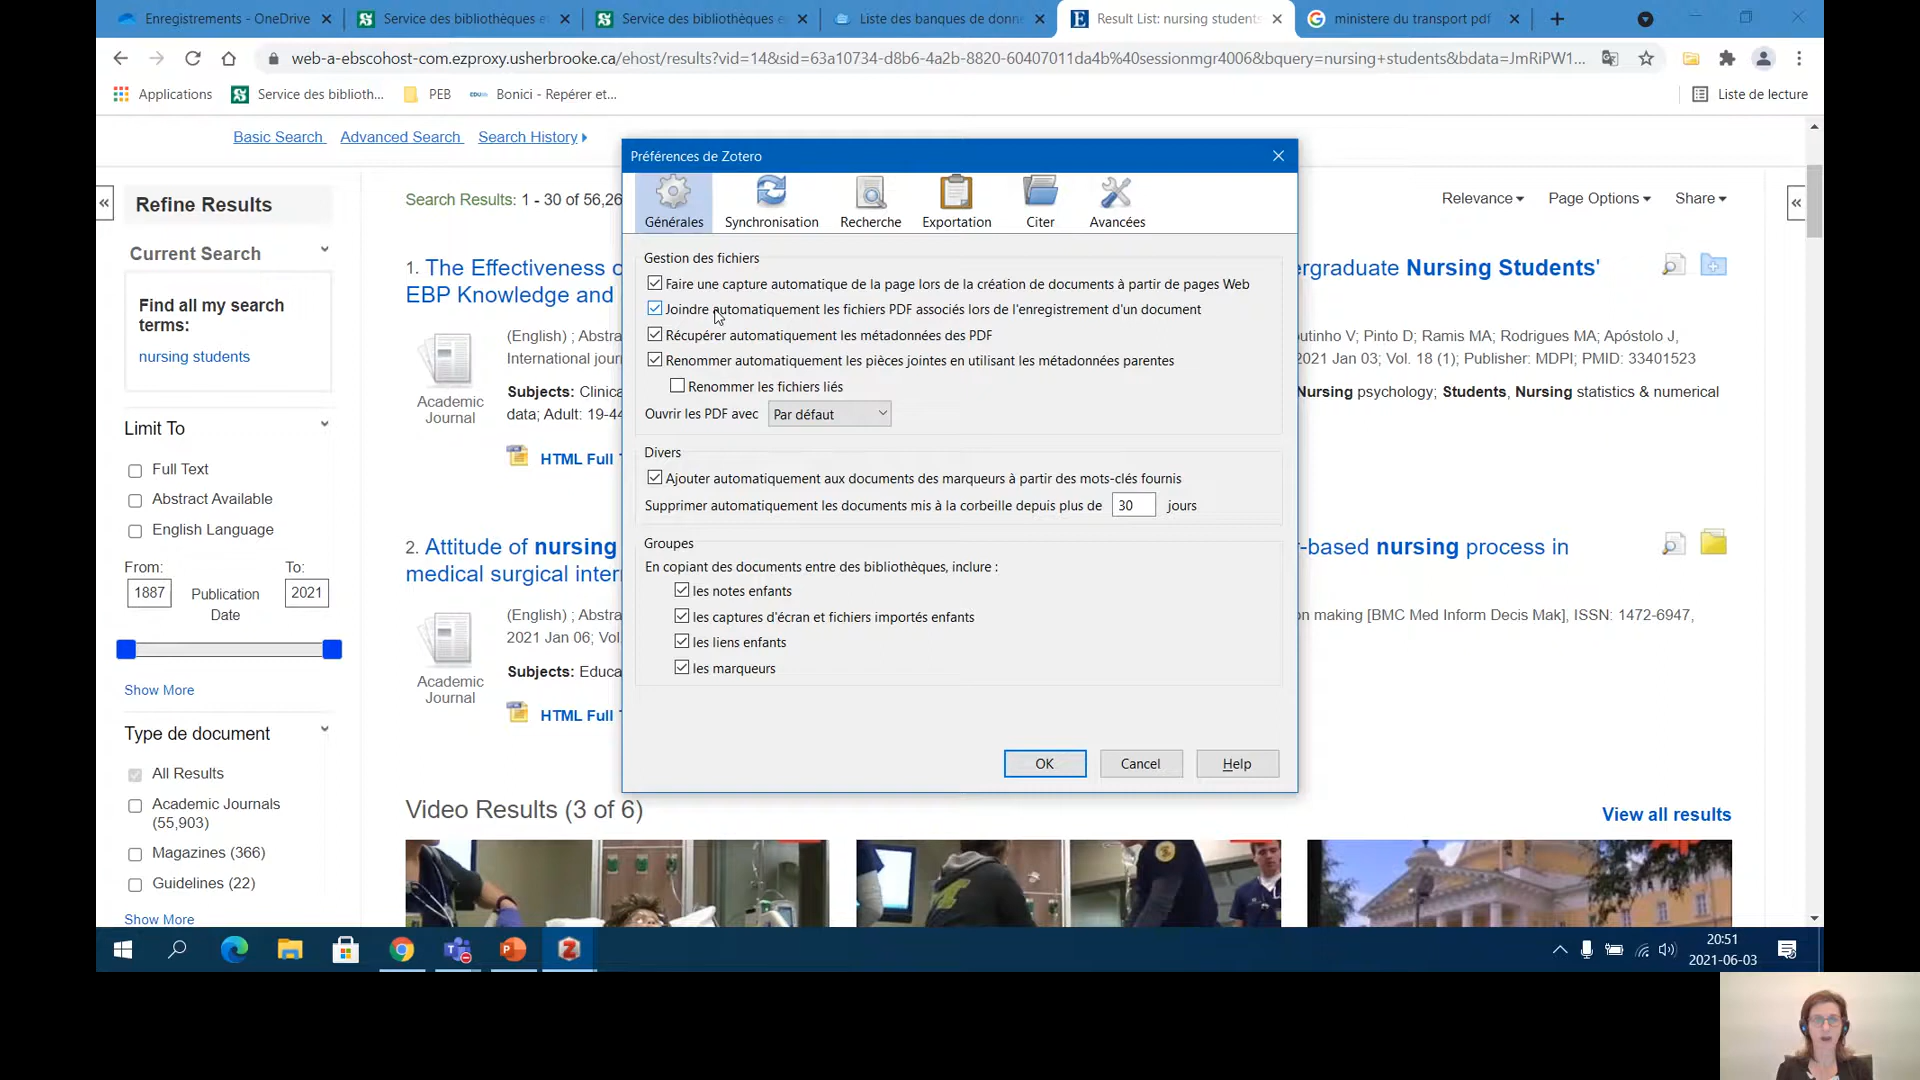 Enregistrements - OneDrive
Service des bibliothèques e
Service des bibliothèques e
Liste des banques de donn
Result List: nursing students
ministere du transport pdf
web-a-ebscohost-com.ezproxy.usherbrooke.ca/ehost/results?vid=14&sid=63a10734-d8b6-4a2b-8820-60407011da4b%40sessionmgr4006&bquery=nursing+students&bdata=JmRiPW1...
Applications
Service des biblioth...
PEB
Bonici - Repérer et...
Liste de lecture
Basic Search
Advanced Search
Search History
Refine Results
Current Search
Find all my search
terms:
nursing students
Limit To
Full Text
Abstract Available
English Language
From:
To:
1887
Publication
Date
2021
Show More
Type de document
All Results
Academic Journals
(55,903)
Magazines (366)
Guidelines (22)
Show More
Search Results: 1 - 30 of 56,26
Relevance
Page Options
Share
1. The Effectiveness o
rgraduate Nursing Students'
EBP Knowledge and
(English) ; Abstra
outinho V; Pinto D; Ramis MA; Rodrigues MA; Apóstolo J,
International jour
2021 Jan 03; Vol. 18 (1); Publisher: MDPI; PMID: 33401523
Subjects: Clinica
Nursing psychology; Students, Nursing statistics & numerical
data; Adult: 19-44
Academic
Journal
HTML Full
2. Attitude of nursing
r-based nursing process in
medical surgical inter
(English) ; Abstra
on making [BMC Med Inform Decis Mak], ISSN: 1472-6947,
2021 Jan 06; Vol.
Subjects: Educa
Academic
Journal
HTML Full
Video Results (3 of 6)
View all results
Préférences de Zotero
Générales
Synchronisation
Recherche
Exportation
Citer
Avancées
Gestion des fichiers
Faire une capture automatique de la page lors de la création de documents à partir de pages Web
Joindre automatiquement les fichiers PDF associés lors de l'enregistrement d'un document
Récupérer automatiquement les métadonnées des PDF
Renommer automatiquement les pièces jointes en utilisant les métadonnées parentes
Renommer les fichiers liés
Ouvrir les PDF avec
Par défaut
Divers
Ajouter automatiquement aux documents des marqueurs à partir des mots-clés fournis
Supprimer automatiquement les documents mis à la corbeille depuis plus de 30 jours
Groupes
En copiant des documents entre des bibliothèques, inclure :
les notes enfants
les captures d'écran et fichiers importés enfants
les liens enfants
les marqueurs
OK
Cancel
Help
20:51
2021-06-03